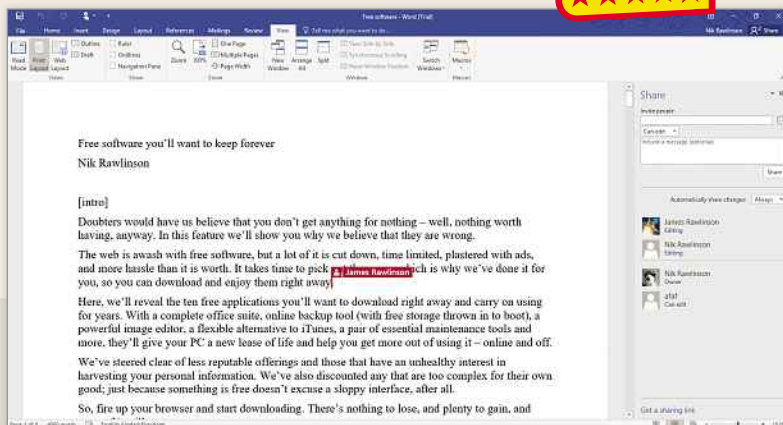 Free software - Word (Trial)
File Home Insert Design Layout References Mailings Review View Tell me what you want to do... Nik Rawlinson Share
Read Mode
Print Layout
Web Layout
Outline
Draft
Views
Ruler
Gridlines
Navigation Pane
Show
Zoom
100%
One Page
Multiple Pages
Page Width
Zoom
New Window
Arrange All
Split
View Side by Side
Synchronous Scrolling
Reset Window Position
Window
Switch Windows
Macros
Macros
Free software you'll want to keep forever
Nik Rawlinson
[intro]
Doubters would have us believe that you don't get anything for nothing – well, nothing worth
having, anyway. In this feature we'll show you why we believe that they are wrong.
The web is awash with free software, but a lot of it is cut down, time limited, plastered with ads,
and more hassle than it is worth. It takes time to pick James Rawlinson is why we've done it for
you, so you can download and enjoy them right away
Here, we'll reveal the ten free applications you'll want to download right away and carry on using
for years. With a complete office suite, online backup tool (with free storage thrown in to boot), a
powerful image editor, a flexible alternative to iTunes, a pair of essential maintenance tools and
more, they'll give your PC a new lease of life and help you get more out of using it – online and off.
We've steered clear of less reputable offerings and those that have an unhealthy interest in
harvesting your personal information. We've also discounted any that are too complex for their own
good; just because something is free doesn't excuse a sloppy interface, after all.
So, fire up your browser and start downloading. There's nothing to lose, and plenty to gain, and
Share
Invite people
Can edit
Include a message (optional)
Share
Automatically share changes Always
James Rawlinson
Editing
Nik Rawlinson
Editing
Nik Rawlinson
Owner
afaf
Can edit
Get a sharing link